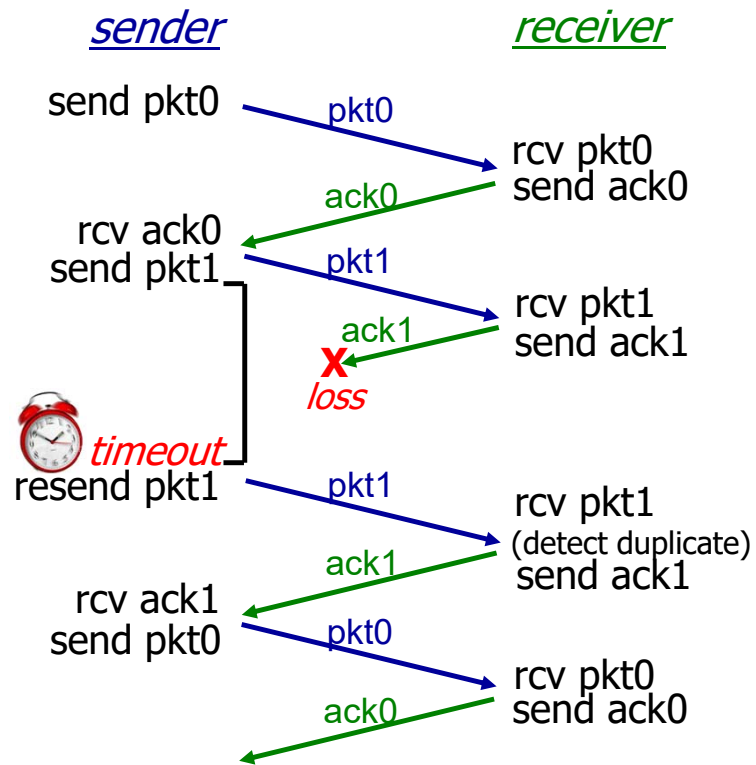 sender
receiver
send pkt0
pkt0
rcv pkt0
send ack0
ack0
rcv ack0
send pkt1
pkt1
rcv pkt1
send ack1
ack1
X
loss
timeout
resend pkt1
pkt1
rcv pkt1
(detect duplicate)
send ack1
ack1
rcv ack1
send pkt0
pkt0
rcv pkt0
send ack0
ack0